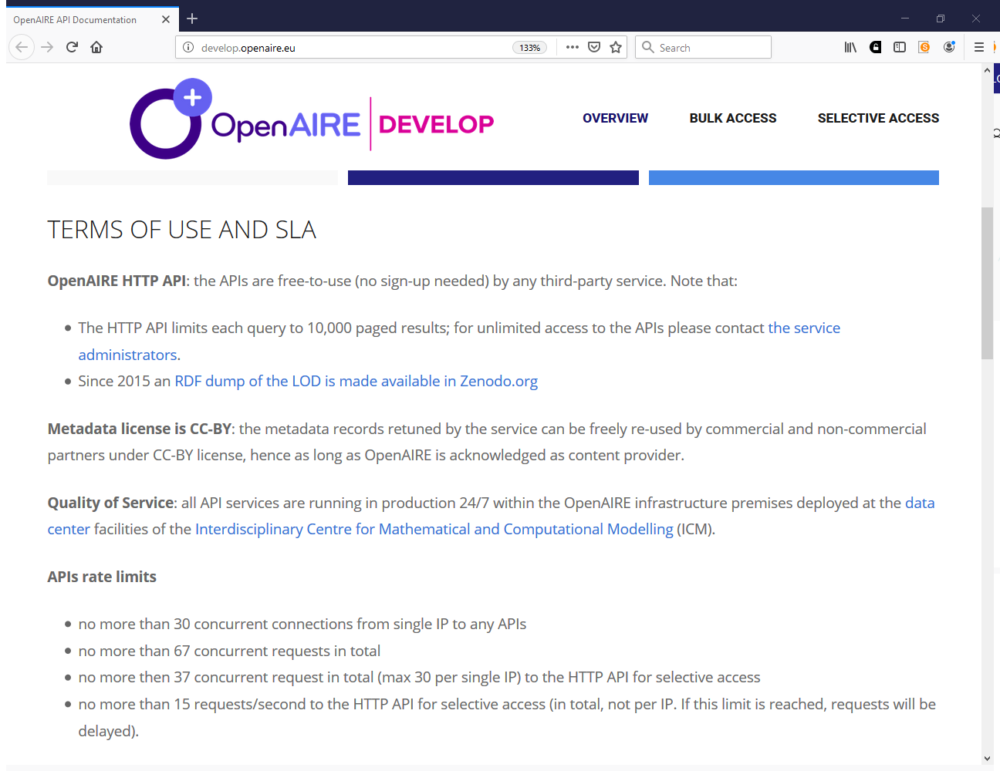 OpenAIRE API Documentation
develop.openaire.eu
133%
Search
OpenAIRE DEVELOP
OVERVIEW
BULK ACCESS
SELECTIVE ACCESS
TERMS OF USE AND SLA
OpenAIRE HTTP API: the APIs are free-to-use (no sign-up needed) by any third-party service. Note that:
• The HTTP API limits each query to 10,000 paged results; for unlimited access to the APIs please contact the service
administrators.
• Since 2015 an RDF dump of the LOD is made available in Zenodo.org
Metadata license is CC-BY: the metadata records retuned by the service can be freely re-used by commercial and non-commercial
partners under CC-BY license, hence as long as OpenAIRE is acknowledged as content provider.
Quality of Service: all API services are running in production 24/7 within the OpenAIRE infrastructure premises deployed at the data
center facilities of the Interdisciplinary Centre for Mathematical and Computational Modelling (ICM).
APIs rate limits
• no more than 30 concurrent connections from single IP to any APIs
• no more than 67 concurrent requests in total
• no more then 37 concurrent request in total (max 30 per single IP) to the HTTP API for selective access
• no more than 15 requests/second to the HTTP API for selective access (in total, not per IP. If this limit is reached, requests will be
delayed).